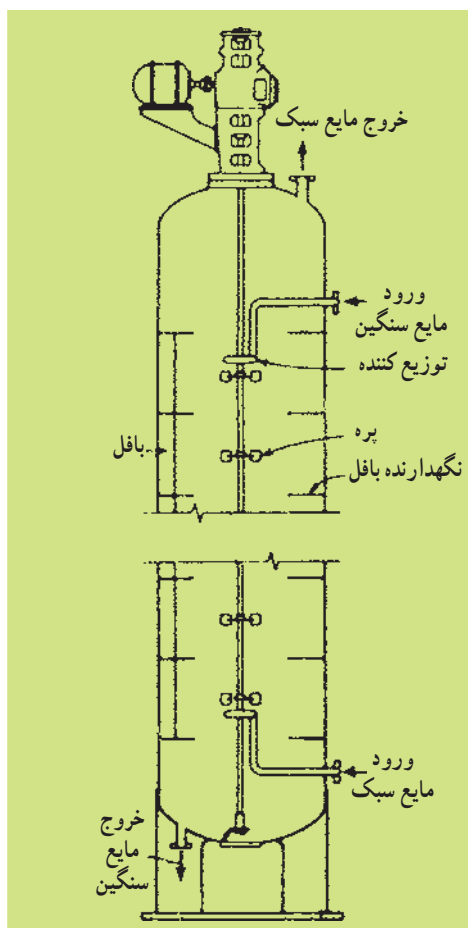 خروج مایع سبک
ورود
مایع سنگین
توزیع کننده
پره
بافل
نگهدارنده بافل
ورود
مایع سبک
خروج
مایع
سنگین